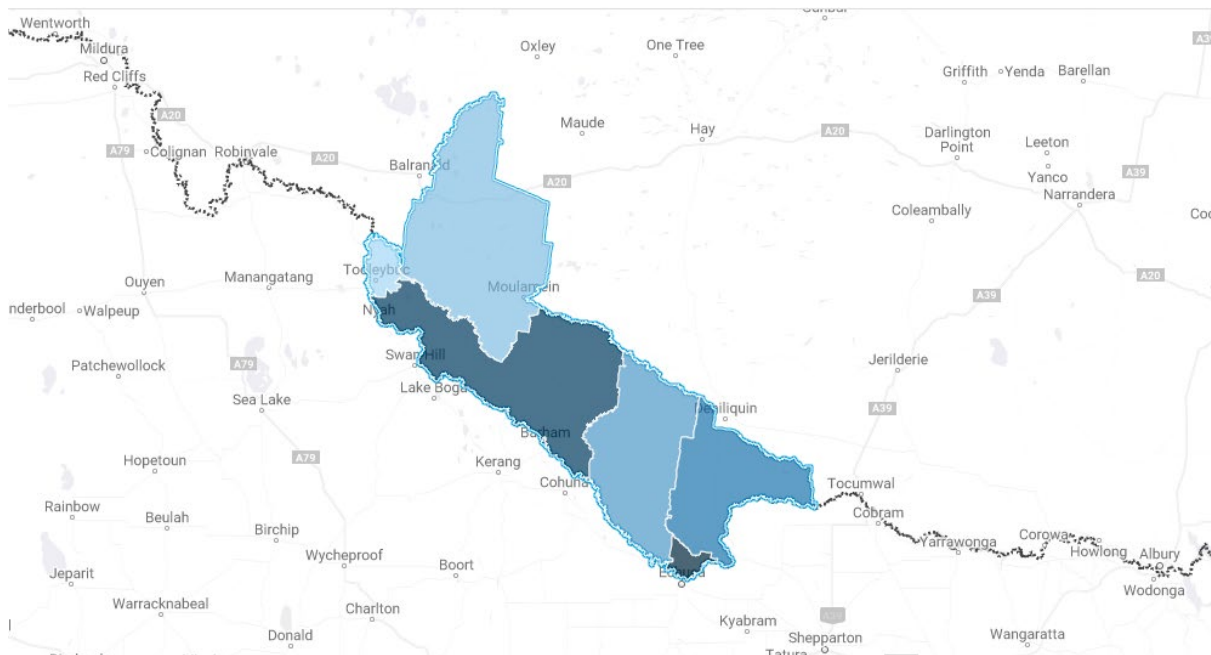 Wentworth
Mildura
Red Cliffs
A20
A79
Colignan
Robinvale
A20
Oxley
One Tree
Maude
Hay
A20
Balranald
A20
Griffith
Yenda
Barellan
Darlington
Point
Leeton
Yanco
A39
Narrandera
Coleambally
Ouyen
Manangatang
Tooleybuc
Moulamein
A20
A39
nderbool
Walpeup
Nyah
Patchewollock
A79
Swan Hill
Lake Boga
Jerilderie
Sea Lake
Deniliquin
A39
Barham
Hopetoun
A79
Kerang
Cohuna
Tocumwal
Cobram
Rainbow
Beulah
Birchip
Wycheproof
Boort
Yarrawonga
Corowa
Howlong
Albury
Wodonga
Jeparit
Echuca
Warracknabeal
Charlton
Kyabram
A39
Donald
Shepparton
Wangaratta
Tatura